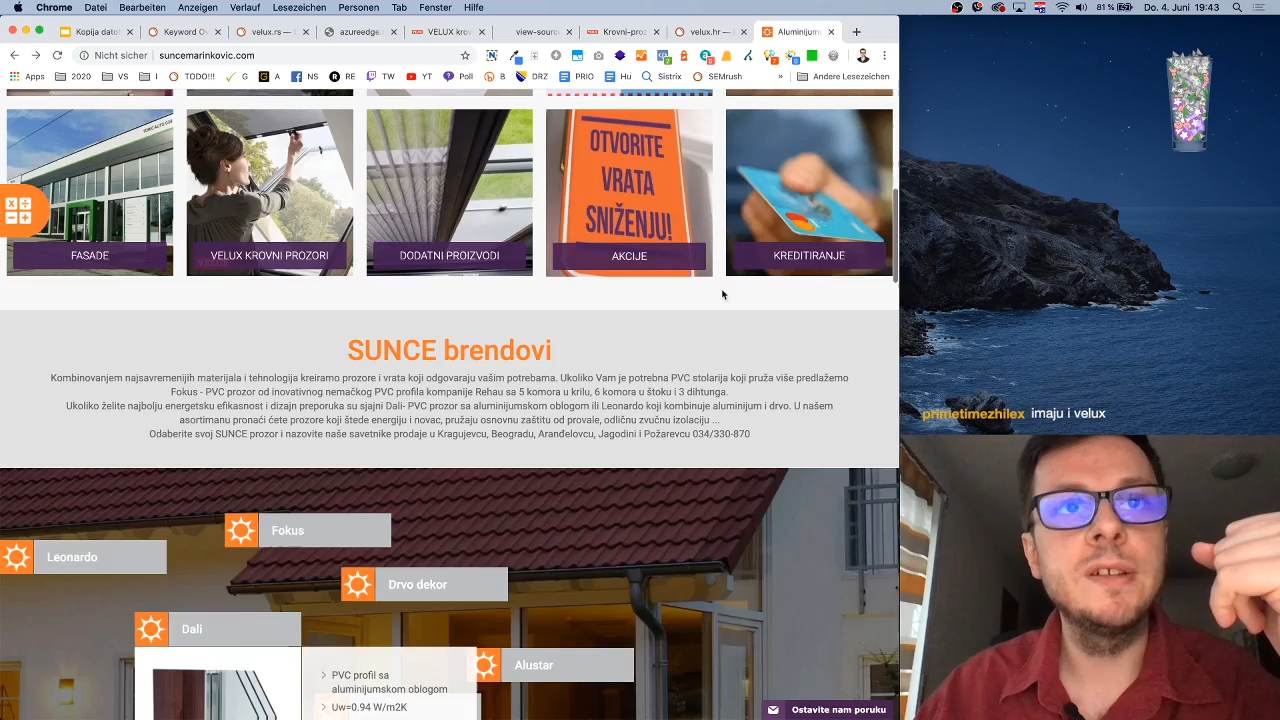 Chrome Datei Bearbeiten Anzeigen Verlauf Lesezeichen Personen Tab Fenster Hilfe
81 % Do. 4. Juni 19:43
Kopija dato
Keyword Ov
velux.rs —
azureedge.
VELUX krov
view-sourc
Krovni-proz
velux.hr —
Aluminijum
Nicht sicher | suncemarinkovic.com
Apps 2020 VS I TODO!!! G A NS R RE TW YT Poll B DRZ PRIO Hu Sistrix SEMrush » Andere Lesezeichen
OTVORITE
VRATA
SNIŽENJU!
FASADE
VELUX KROVNI PROZORI
DODATNI PROIZVODI
AKCIJE
KREDITIRANJE
SUNCE brendovi
Kombinovanjem najsavremenijih materijala i tehnologija kreiramo prozore i vrata koji odgovaraju vašim potrebama. Ukoliko Vam je potrebna PVC stolarija koji pruža više predlažemo
Fokus - PVC prozor od inovativnog nemačkog PVC profila kompanije Rehau sa 5 komora u krilu, 6 komora u štoku i 3 dihtunga.
Ukoliko želite najbolju energetsku efikasnost i dizajn preporuka su sjajni Dali- PVC prozor sa aluminijumskom oblogom ili Leonardo koji kombinuje aluminijum i drvo. U našem
asortimanu pronaći ćete prozore koji štede energiju i novac, pružaju osnovnu zaštitu od provale, odličnu zvučnu izolaciju ...
Odaberite svoj SUNCE prozor i nazovite naše savetnike prodaje u Kragujevcu, Beogradu, Aranđelovcu, Jagodini i Požarevcu 034/330-870
Fokus
Leonardo
Drvo dekor
Dali
Alustar
PVC profil sa
aluminijumskom oblogom
Uw=0.94 W/m2K
Ostavite nam poruku
primetimezhilex imaju i velux